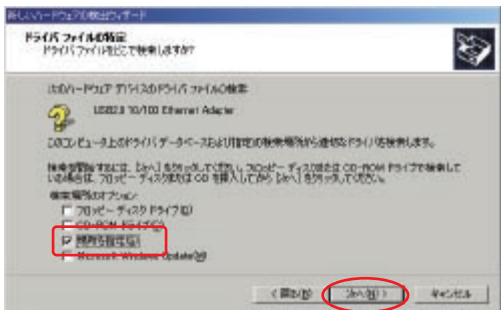 新しいハードウェアの検出ウィザード
ドライバ ファイルの特定
ドライバ ファイルをどこで検索しますか?
次のハードウェア デバイスのドライバ ファイルの検索:
USB2.0 10/100 Ethernet Adapter
このコンピュータ上のドライバ データベースおよび指定の検索場所から適切なドライバを検索します。
検索を開始するには、[次へ] をクリックしてください。フロッピー ディスクまたは CD-ROM ドライブで検索して
いる場合は、フロッピー ディスクまたは CD を挿入してから [次へ] をクリックしてください。
検索場所のオプション:
フロッピー ディスク ドライブ(D)
CD-ROM ドライブ(C)
場所を指定(S)
Microsoft Windows Update(M)
< 戻る(B) 次へ(N) > キャンセル